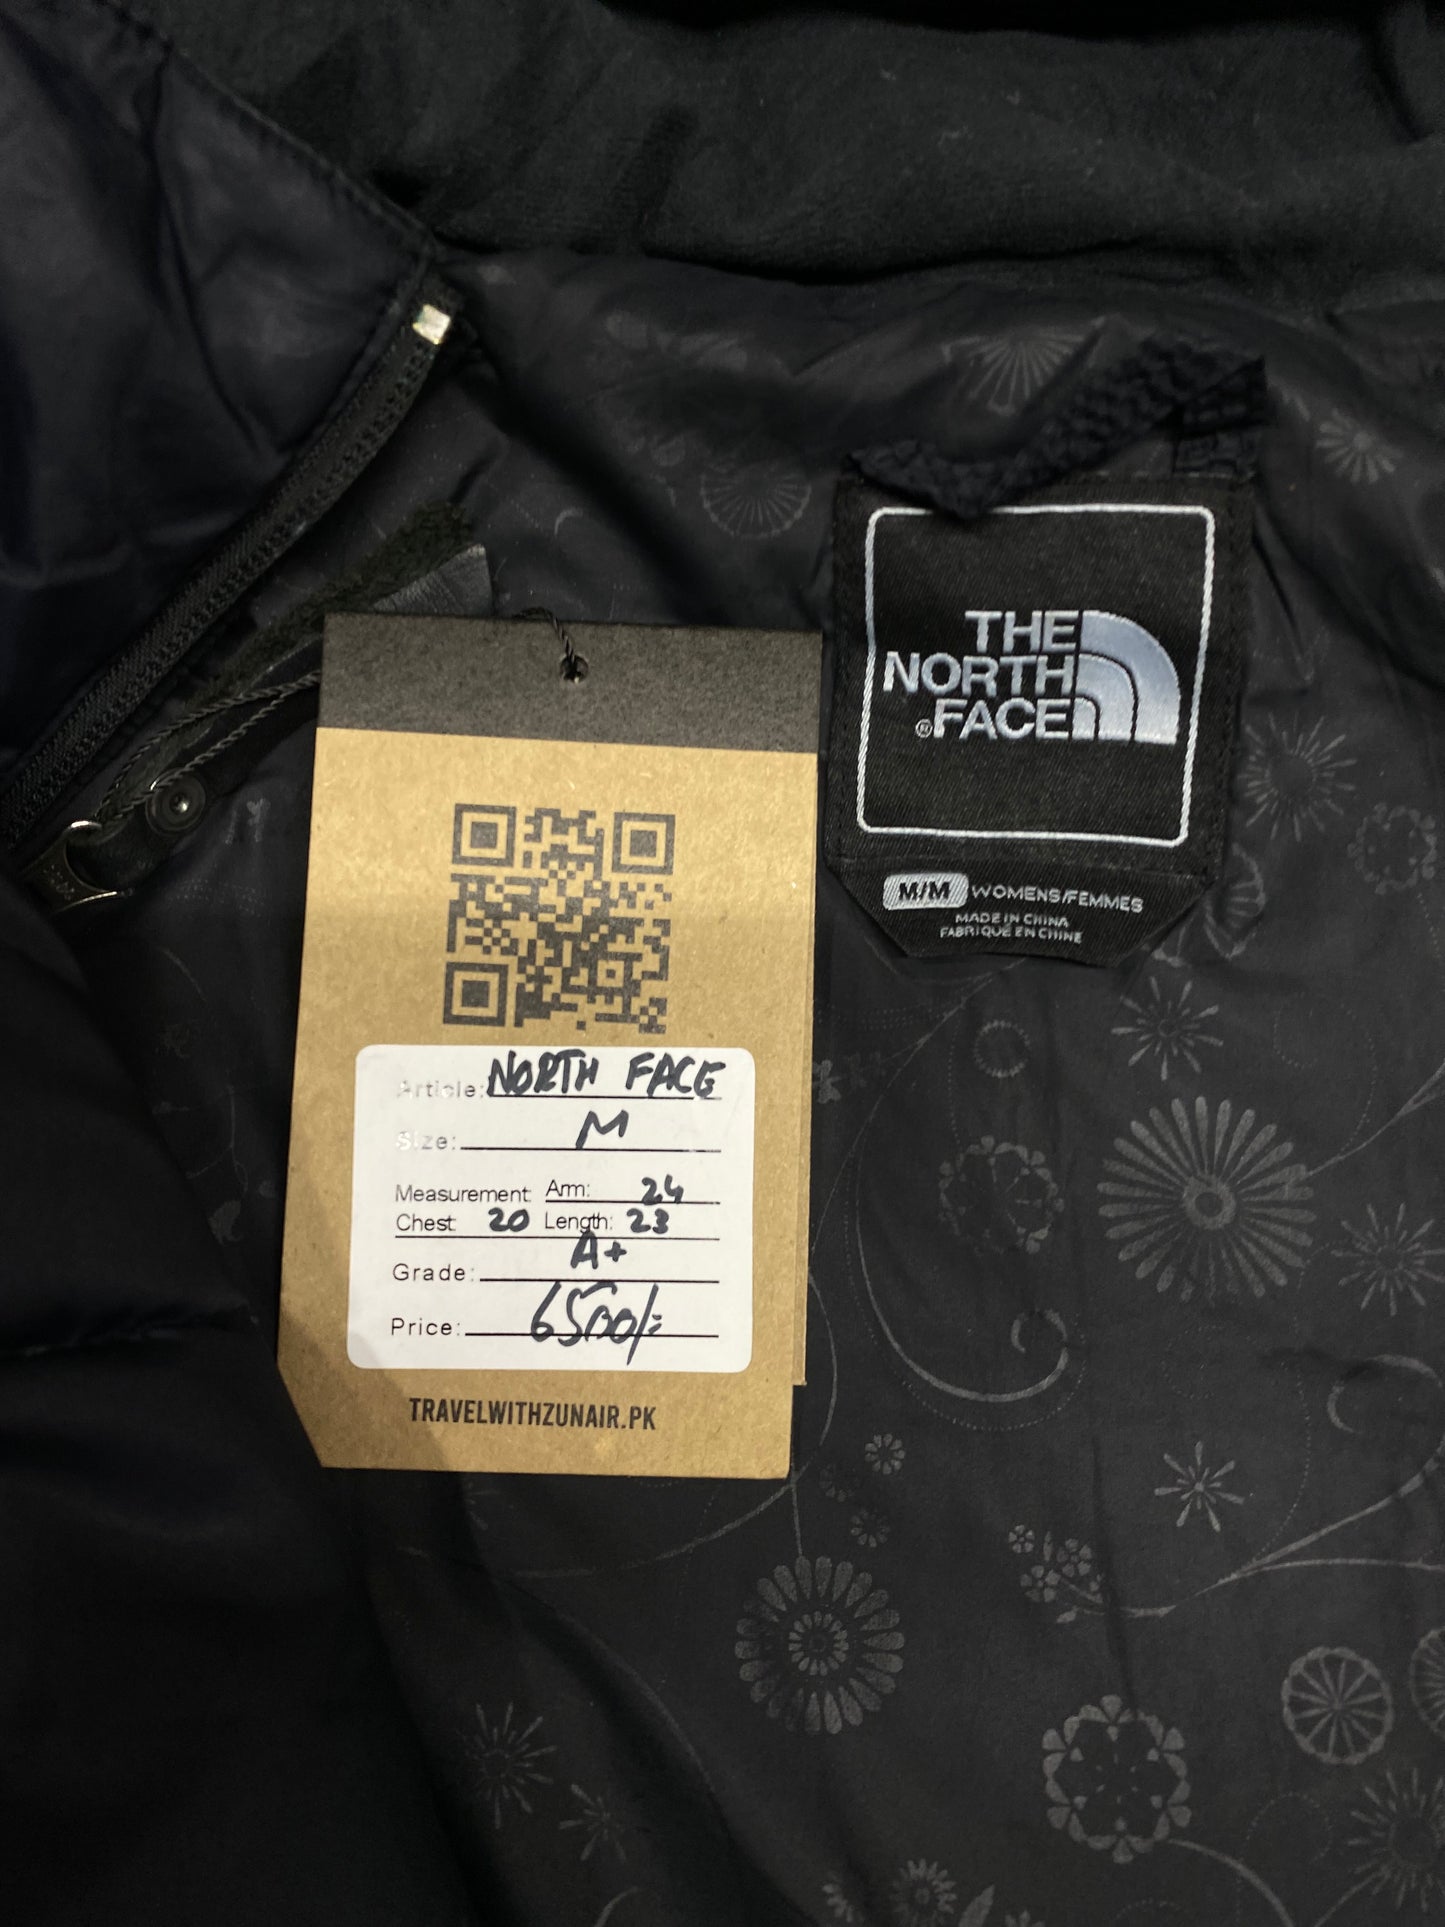 THE
NORTH
® FACE
M/M WOMENS/FEMMES
MADE IN CHINA
FABRIQUÉ EN CHINE
Article: NORTH FACE
Size: M
Measurement: Arm: 24
Chest: 20 Length: 23
Grade: A+
Price: 6500/=
TRAVELWITHZUNAIR.PK